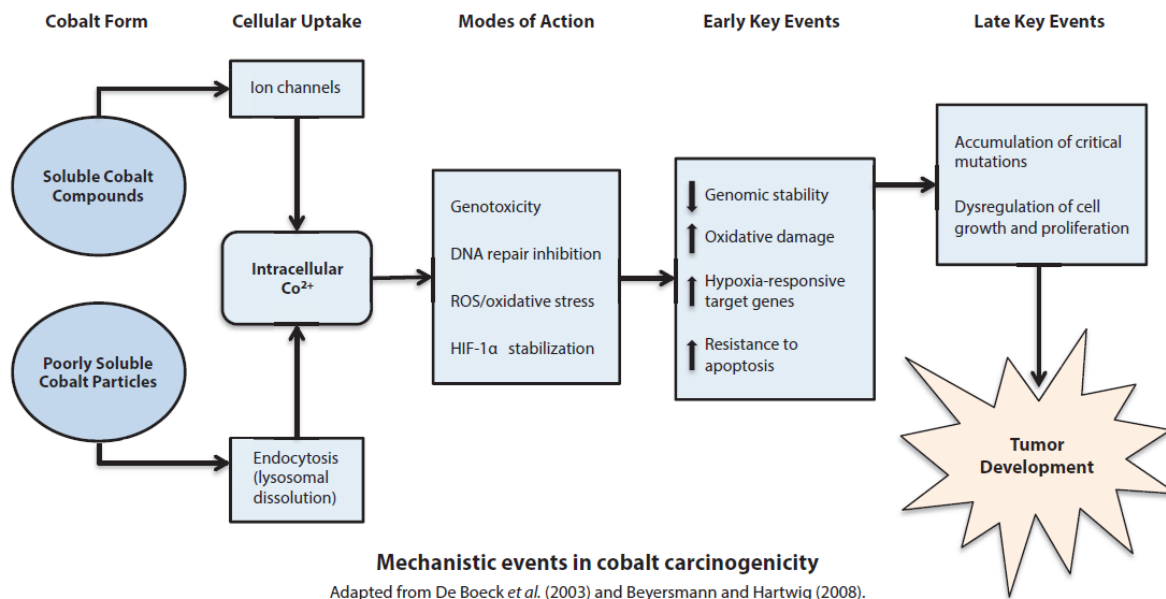 Cobalt Form
Cellular Uptake
Modes of Action
Early Key Events
Late Key Events
Ion channels
Soluble Cobalt
Compounds
Intracellular
Co²⁺
Poorly Soluble
Cobalt Particles
Endocytosis
(lysosomal
dissolution)
Genotoxicity
DNA repair inhibition
ROS/oxidative stress
HIF-1α stabilization
Genomic stability
Oxidative damage
Hypoxia-responsive
target genes
Resistance to
apoptosis
Accumulation of critical
mutations
Dysregulation of cell
growth and proliferation
Tumor
Development
Mechanistic events in cobalt carcinogenicity
Adapted from De Boeck et al. (2003) and Beyersmann and Hartwig (2008).